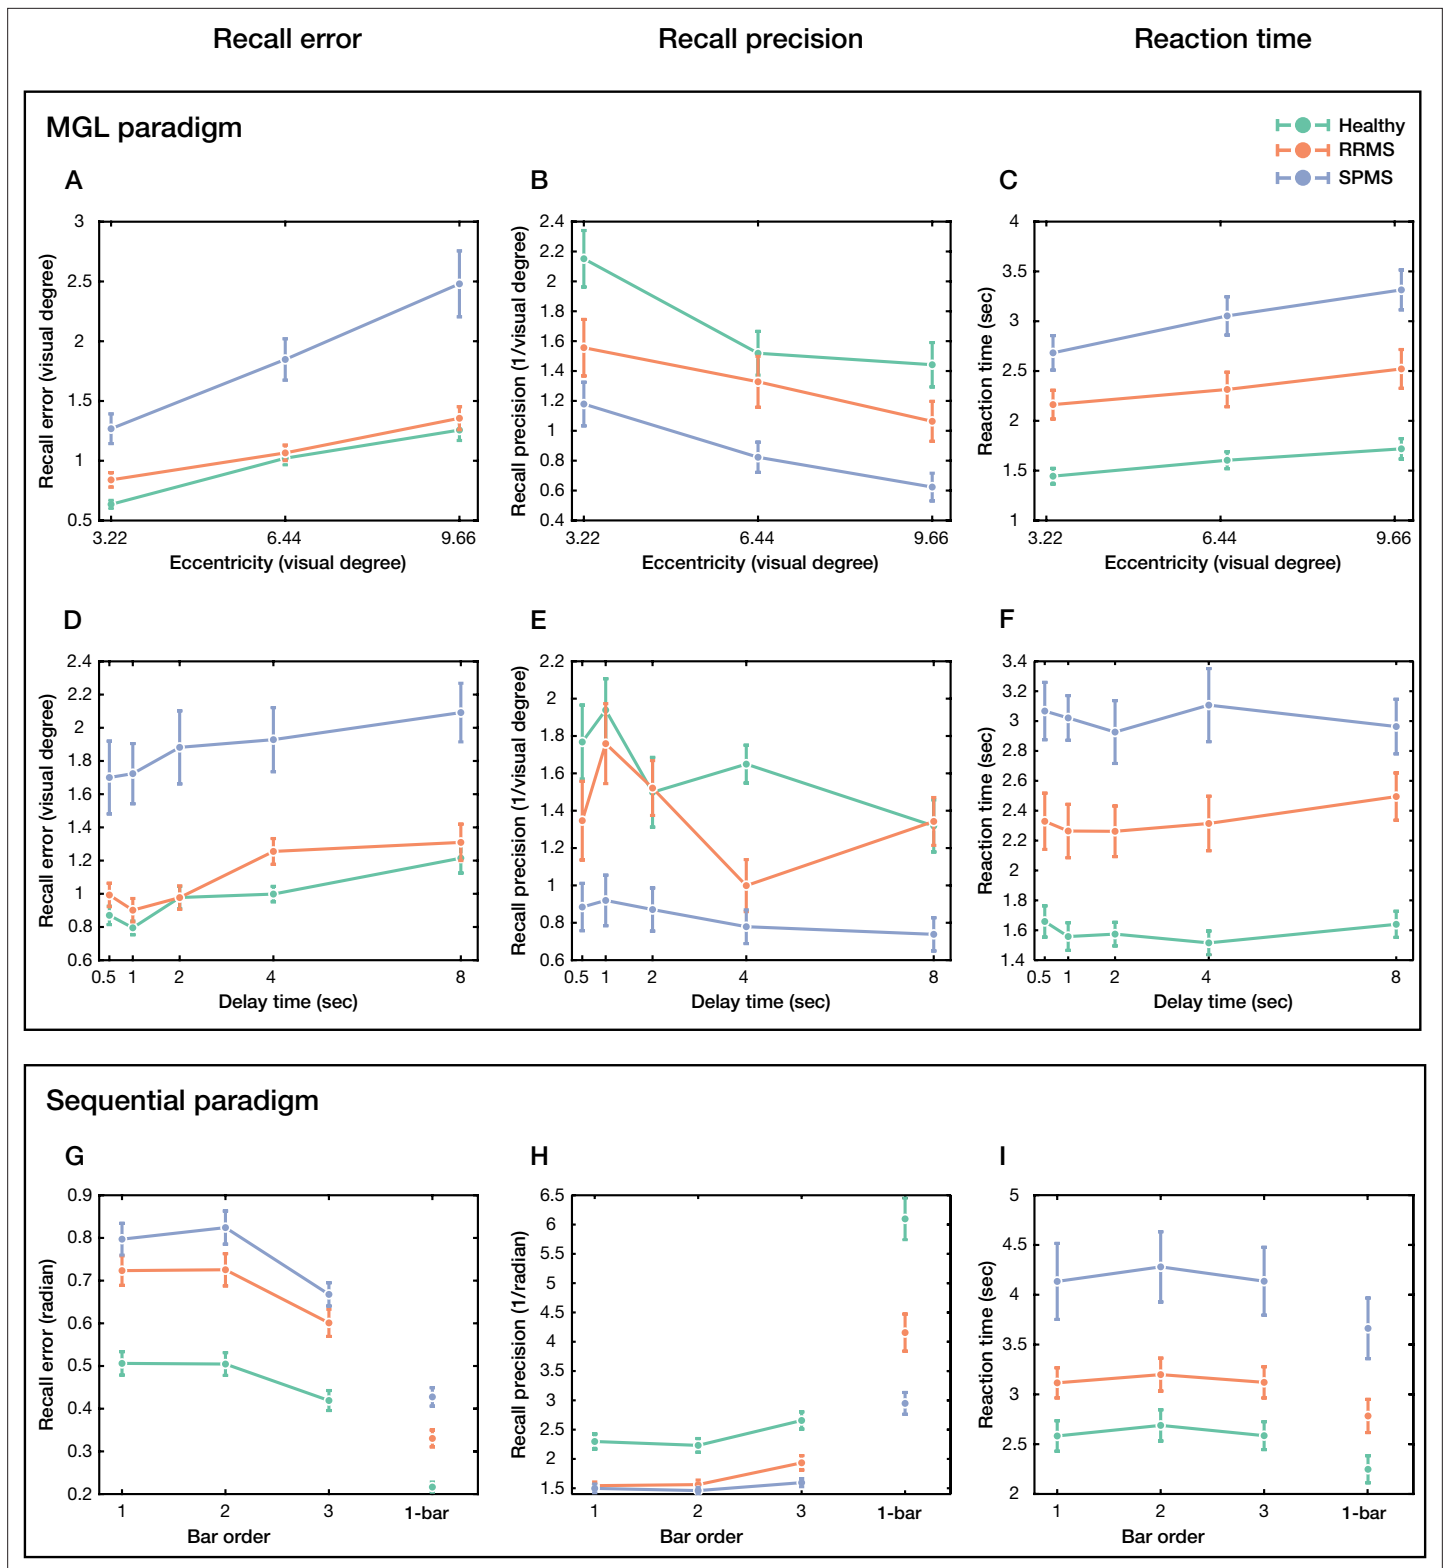 Recall error
Recall precision
Reaction time
MGL paradigm
Healthy
RRMS
SPMS
A
3
2.5
2
1.5
1
0.5
Recall error (visual degree)
3.22
6.44
9.66
Eccentricity (visual degree)
B
2.4
2.2
2
1.8
1.6
1.4
1.2
1
0.8
0.6
0.4
Recall precision (1/visual degree)
3.22
6.44
9.66
Eccentricity (visual degree)
C
4
3.5
3
2.5
2
1.5
1
Reaction time (sec)
3.22
6.44
9.66
Eccentricity (visual degree)
D
2.4
2.2
2
1.8
1.6
1.4
1.2
1
0.8
0.6
Recall error (visual degree)
0.5
1
2
4
8
Delay time (sec)
E
2.2
2
1.8
1.6
1.4
1.2
1
0.8
0.6
Recall precision (1/visual degree)
0.5
1
2
4
8
Delay time (sec)
F
3.4
3.2
3
2.8
2.6
2.4
2.2
2
1.8
1.6
1.4
Reaction time (sec)
0.5
1
2
4
8
Delay time (sec)
Sequential paradigm
G
0.9
0.8
0.7
0.6
0.5
0.4
0.3
0.2
Recall error (radian)
1
2
3
1-bar
Bar order
H
6.5
6
5.5
5
4.5
4
3.5
3
2.5
2
1.5
Recall precision (1/radian)
1
2
3
1-bar
Bar order
I
5
4.5
4
3.5
3
2.5
2
Reaction time (sec)
1
2
3
1-bar
Bar order